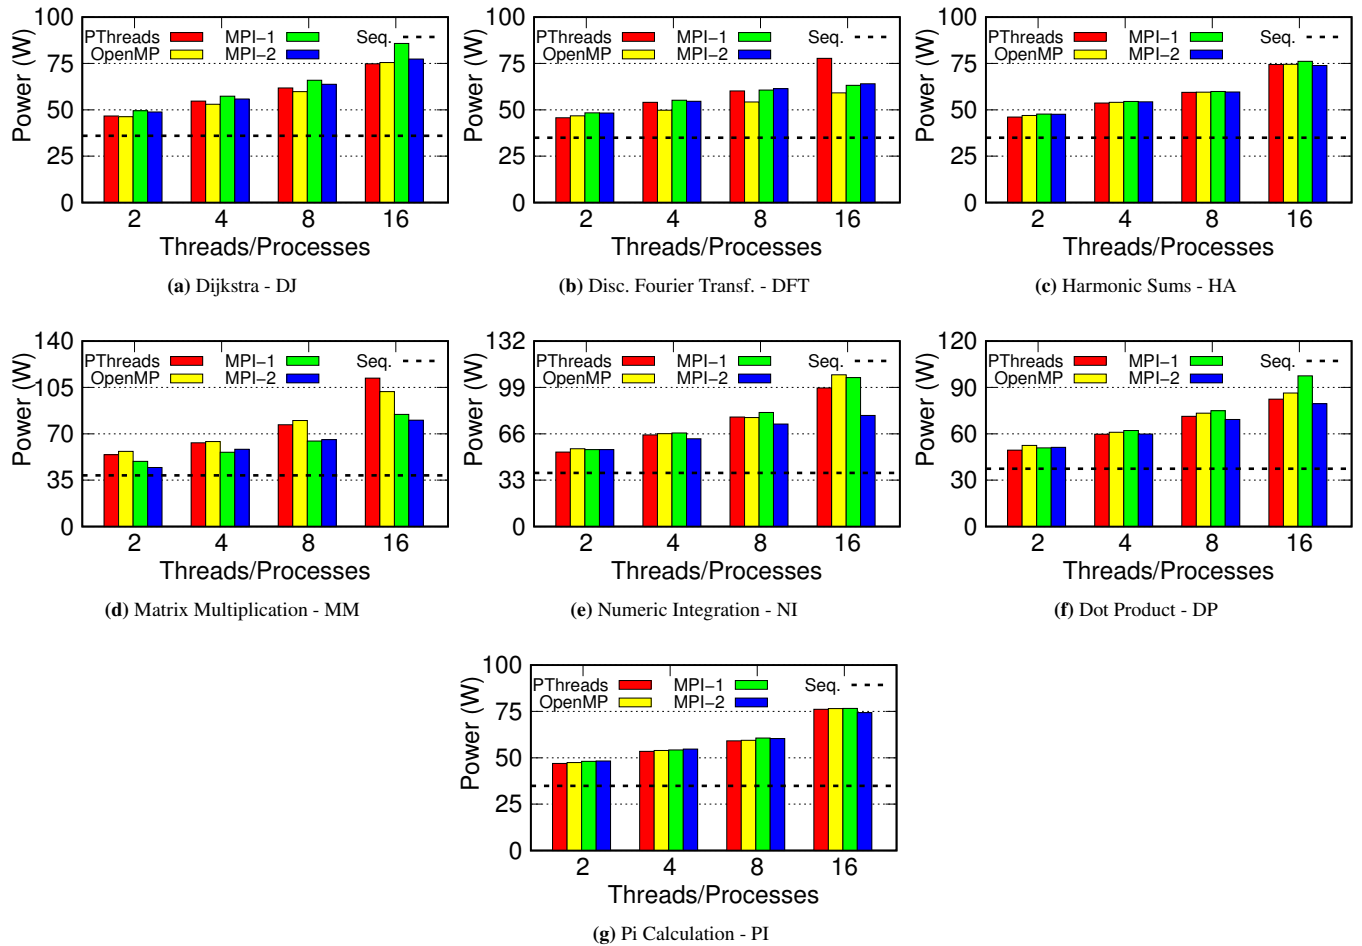 100
75
50
25
0
Power (W)
PThreads
OpenMP
MPI-1
MPI-2
Seq.
2 4 8 16
Threads/Processes
(a) Dijkstra - DJ
100
75
50
25
0
Power (W)
PThreads
OpenMP
MPI-1
MPI-2
Seq.
2 4 8 16
Threads/Processes
(b) Disc. Fourier Transf. - DFT
100
75
50
25
0
Power (W)
PThreads
OpenMP
MPI-1
MPI-2
Seq.
2 4 8 16
Threads/Processes
(c) Harmonic Sums - HA
140
105
70
35
0
Power (W)
PThreads
OpenMP
MPI-1
MPI-2
Seq.
2 4 8 16
Threads/Processes
(d) Matrix Multiplication - MM
132
99
66
33
0
Power (W)
PThreads
OpenMP
MPI-1
MPI-2
Seq.
2 4 8 16
Threads/Processes
(e) Numeric Integration - NI
120
90
60
30
0
Power (W)
PThreads
OpenMP
MPI-1
MPI-2
Seq.
2 4 8 16
Threads/Processes
(f) Dot Product - DP
100
75
50
25
0
Power (W)
PThreads
OpenMP
MPI-1
MPI-2
Seq.
2 4 8 16
Threads/Processes
(g) Pi Calculation - PI